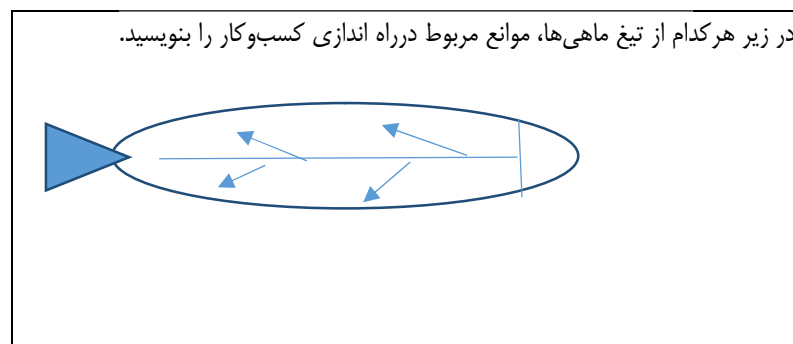 در زیر هرکدام از تیغ ماهی‌ها، موانع مربوط درراه اندازی کسب‌وکار را بنویسید.